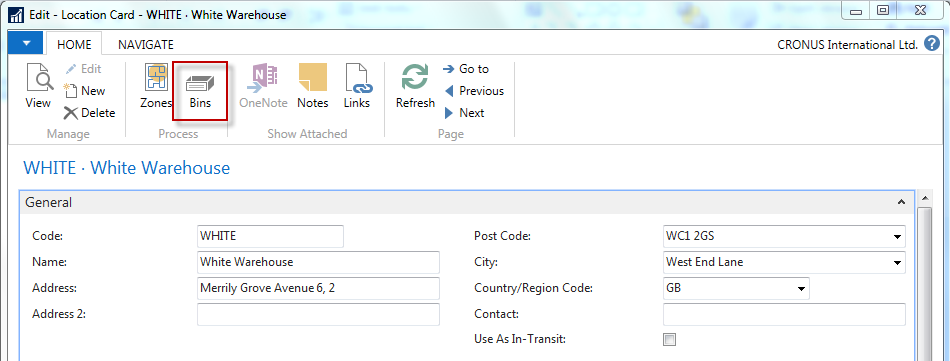 Edit - Location Card - WHITE · White Warehouse
HOME NAVIGATE CRONUS International Ltd. ?
View Edit New Delete Zones Bins OneNote Notes Links Refresh Go to Previous Next
Manage Process Show Attached Page
WHITE · White Warehouse
General
Code: WHITE Post Code: WC1 2GS
Name: White Warehouse City: West End Lane
Address: Merrily Grove Avenue 6, 2 Country/Region Code: GB
Address 2: Contact:
Use As In-Transit: